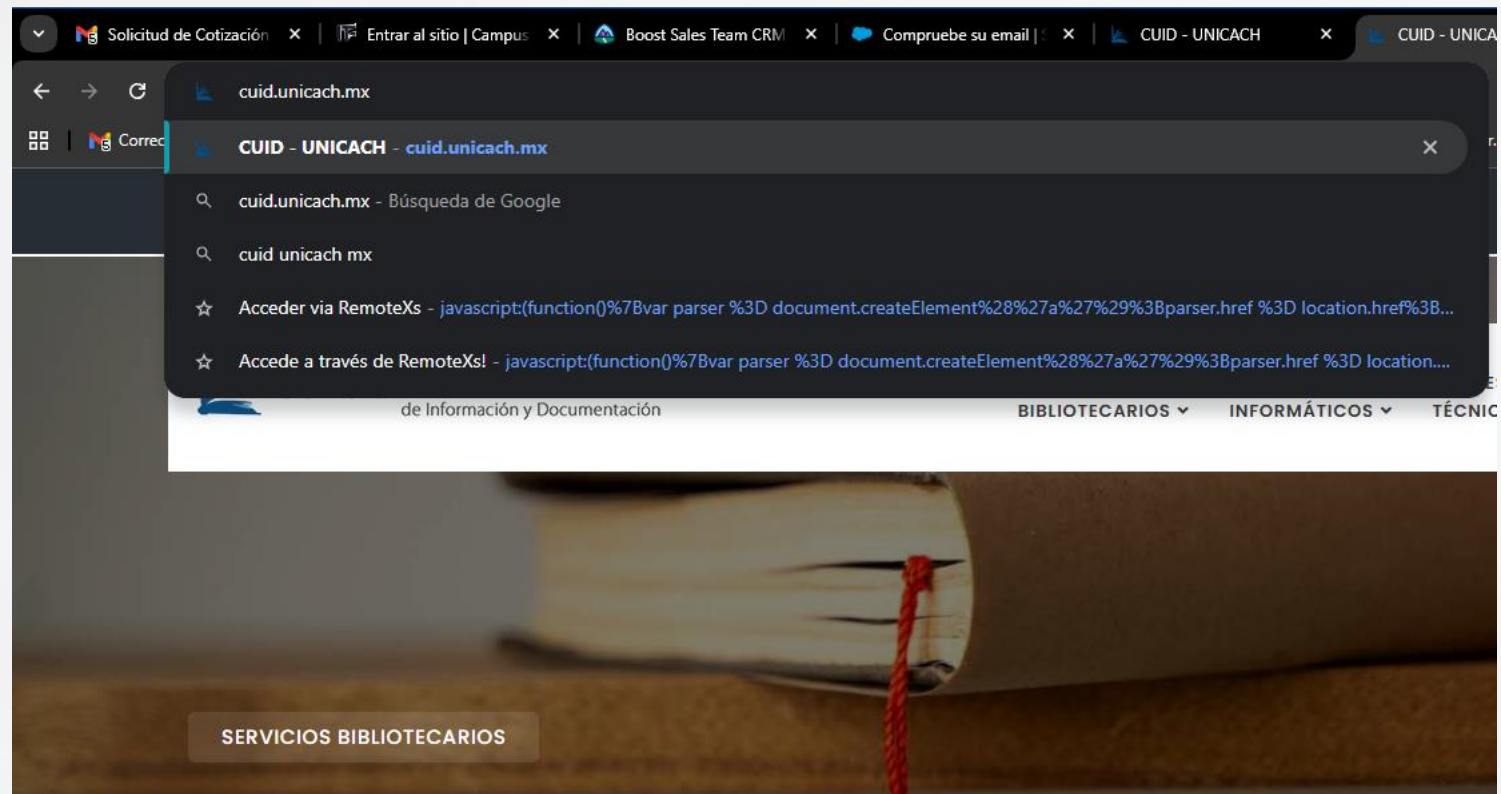 Solicitud de Cotización
Entrar al sitio | Campus
Boost Sales Team CRM
Compruebe su email |
CUID - UNICACH
CUID - UNICA
cuid.unicach.mx
Correc
CUID - UNICACH - cuid.unicach.mx
cuid.unicach.mx - Búsqueda de Google
cuid unicach mx
Acceder via RemoteXs - javascript:(function()%7Bvar parser %3D document.createElement%28%27a%27%29%3Bparser.href %3D location.href%3B...
Accede a través de RemoteXs! - javascript:(function()%7Bvar parser %3D document.createElement%28%27a%27%29%3Bparser.href %3D location....
de Información y Documentación
BIBLIOTECARIOS
INFORMÁTICOS
TÉCNIC
SERVICIOS BIBLIOTECARIOS